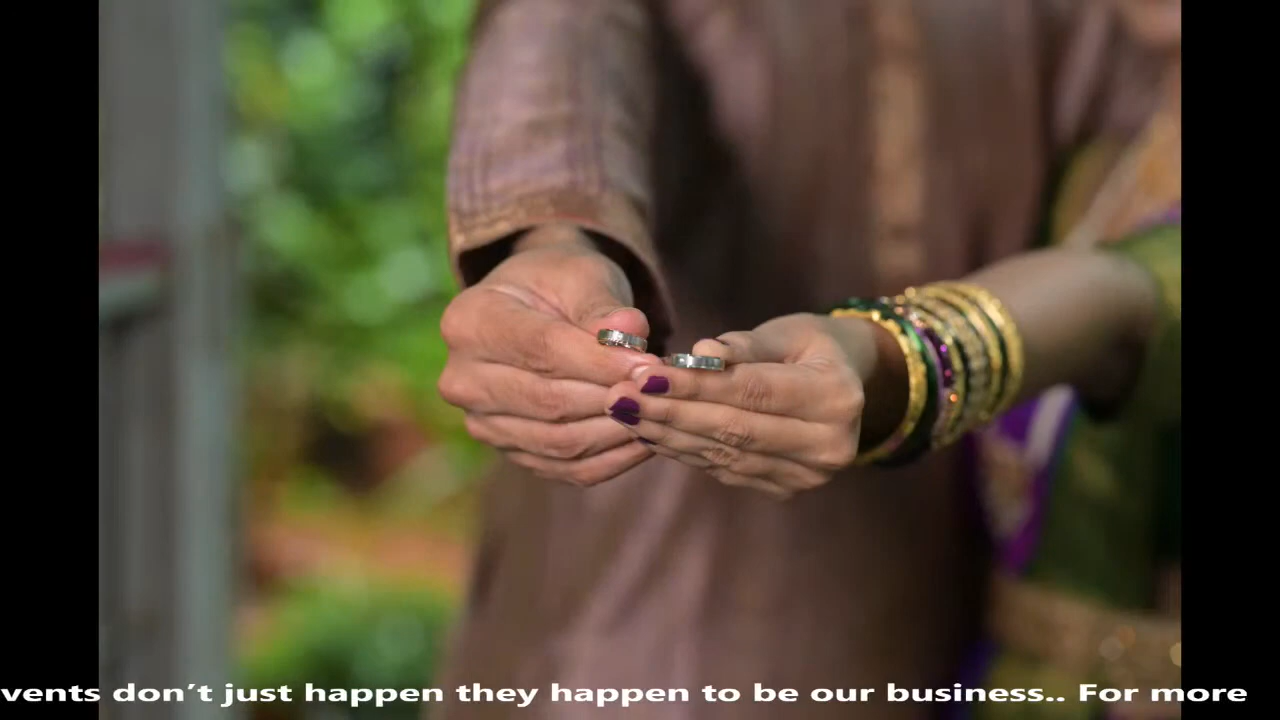 vents don’t just happen they happen to be our business.. For more